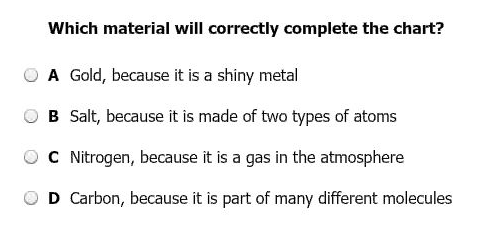 Which material will correctly complete the chart?
A Gold, because it is a shiny metal
B Salt, because it is made of two types of atoms
C Nitrogen, because it is a gas in the atmosphere
D Carbon, because it is part of many different molecules